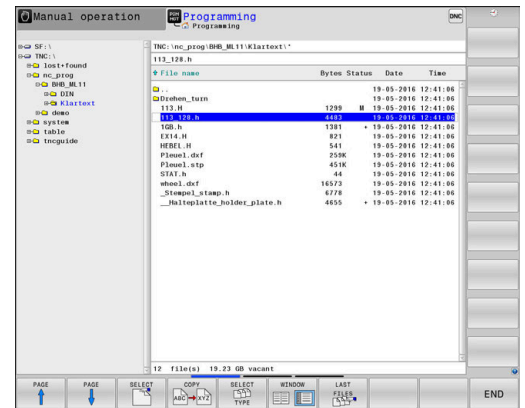 Manual operation
PGM NOT Programming
Programming
DNC
SF:\
TNC:\
lost+found
nc_prog
BHB_ML11
DIN
Klartext
demo
system
table
tncguide
TNC:\nc_prog\BHB_ML11\Klartext\*
113_128.h
File name Bytes Status Date Time
.. 19-05-2016 12:41:06
Drehen_turn 19-05-2016 12:41:06
113.H 1299 M 19-05-2016 12:41:06
113_128.h 4403 19-05-2016 12:41:06
1GB.h 1381 + 19-05-2016 12:41:06
EX14.H 821 19-05-2016 12:41:06
HEBEL.H 541 19-05-2016 12:41:06
Pleuel.dxf 259K 19-05-2016 12:41:06
Pleuel.stp 451K 19-05-2016 12:41:06
STAT.h 44 19-05-2016 12:41:06
wheel.dxf 16573 19-05-2016 12:41:06
_Stempel_stamp.h 6778 19-05-2016 12:41:06
__Halteplatte_holder_plate.h 4655 + 19-05-2016 12:41:06
12 file(s) 19.23 GB vacant
PAGE
PAGE
SELECT
COPY
ABC XYZ
SELECT
TYPE
WINDOW
LAST
FILES
END